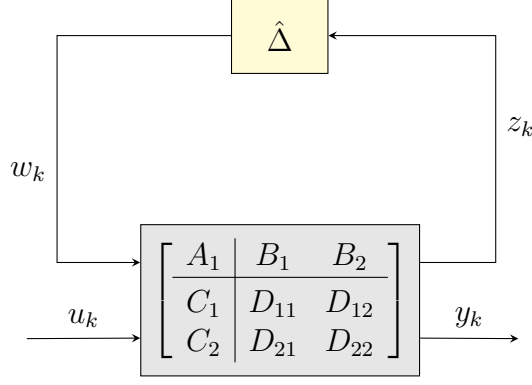 Δ̂
z_k
w_k
A_1 B_1 B_2
C_1 D_11 D_12
C_2 D_21 D_22
u_k
y_k